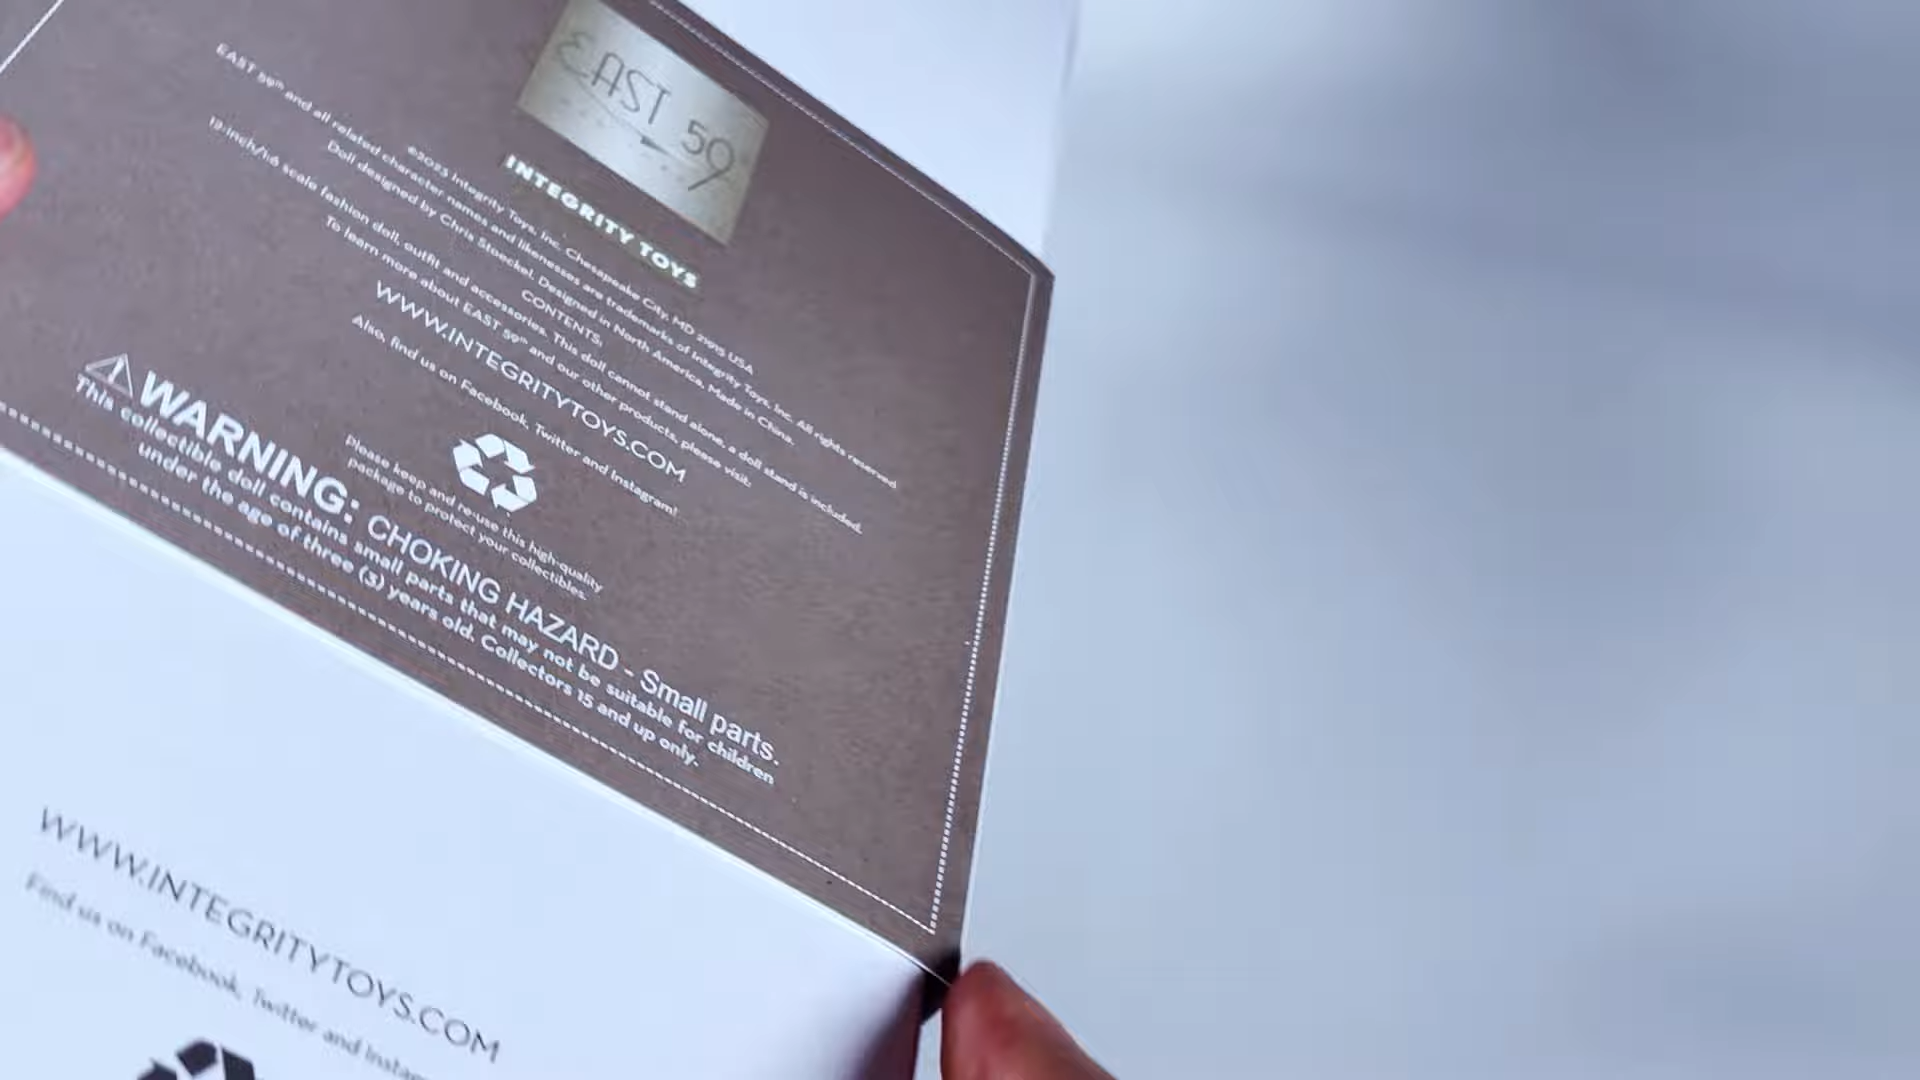 EAST 59
INTEGRITY TOYS
©2023 Integrity Toys, Inc. Chesapeake City, MD 21915 USA
EAST 59th and all related character names and likenesses are trademarks of Integrity Toys, Inc. All rights reserved.
Doll designed by Chris Stoeckel. Designed in North America. Made in China.
CONTENTS:
12-inch/1:6 scale fashion doll, outfit and accessories. This doll cannot stand alone, a doll stand is included.
To learn more about EAST 59th and our other products, please visit:
WWW.INTEGRITYTOYS.COM
Also, find us on Facebook, Twitter and Instagram!
Please keep and re-use this high-quality
package to protect your collectibles.
WARNING: CHOKING HAZARD - Small parts.
This collectible doll contains small parts that may not be suitable for children
under the age of three (3) years old. Collectors 15 and up only.
WWW.INTEGRITYTOYS.COM
Find us on Facebook, Twitter and Instag